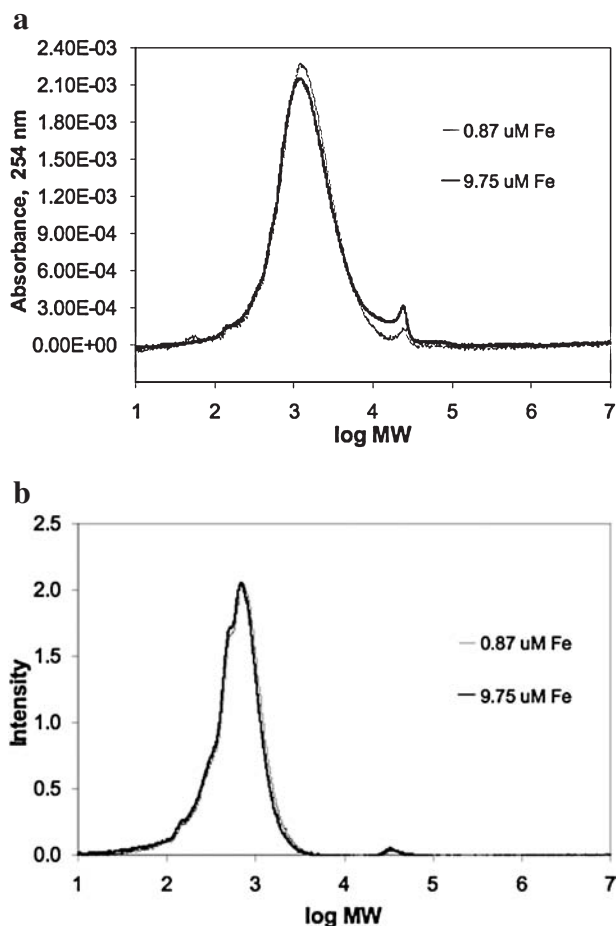 a
2.40E-03
2.10E-03
1.80E-03
1.50E-03
1.20E-03
9.00E-04
6.00E-04
3.00E-04
0.00E+00
Absorbance, 254 nm
0.87 uM Fe
9.75 uM Fe
1 2 3 4 5 6 7
log MW
b
2.5
2.0
1.5
1.0
0.5
0.0
Intensity
0.87 uM Fe
9.75 uM Fe
1 2 3 4 5 6 7
log MW